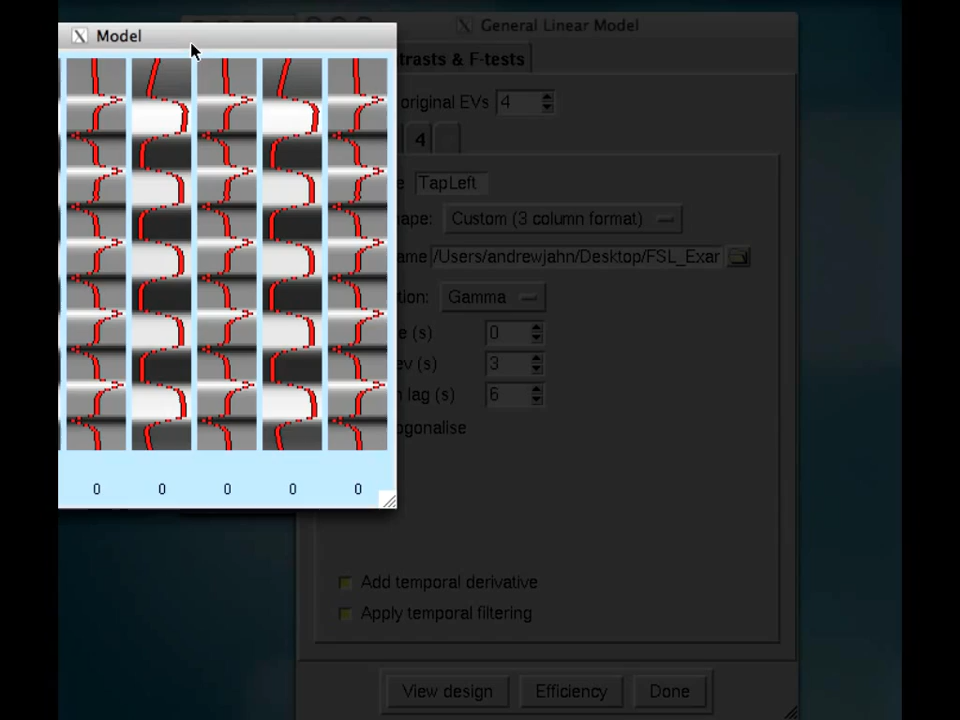 Model
General Linear Model
trasts & F-tests
original EVs 4
4
TapLeft
ape: Custom (3 column format)
ame /Users/andrewjahn/Desktop/FSL_Exar
tion: Gamma
e (s) 0
ev (s) 3
n lag (s) 6
ogonalise
0 0 0 0 0
Add temporal derivative
Apply temporal filtering
View design Efficiency Done